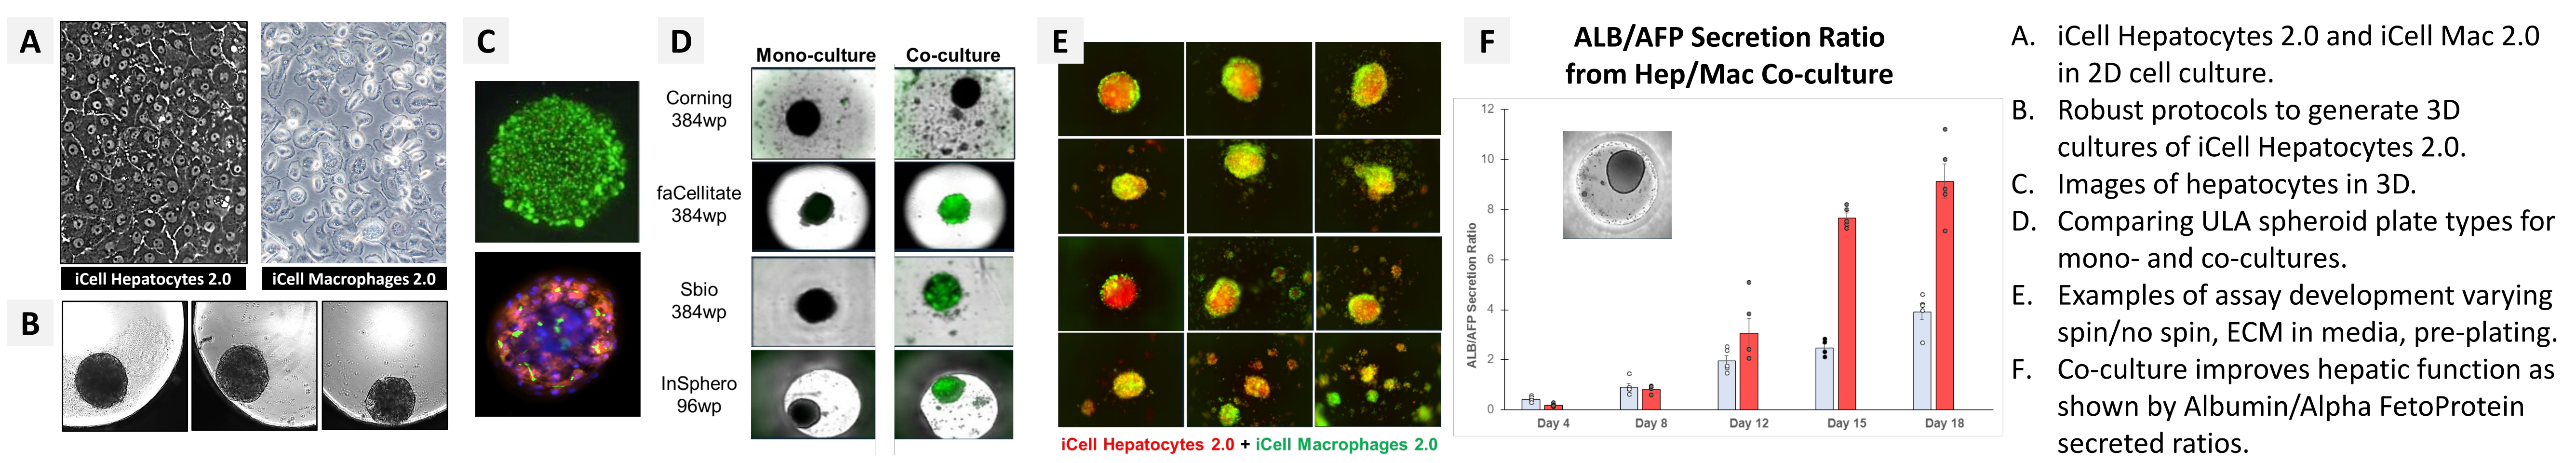 A
iCell Hepatocytes 2.0
iCell Macrophages 2.0
B
C
D
Mono-culture
Co-culture
Corning
384wp
faCellitate
384wp
Sbio
384wp
InSphero
96wp
E
iCell Hepatocytes 2.0 + iCell Macrophages 2.0
F
ALB/AFP Secretion Ratio
from Hep/Mac Co-culture
ALB/AFP Secretion Ratio
12
10
8
6
4
2
0
Day 4
Day 8
Day 12
Day 15
Day 18
A. iCell Hepatocytes 2.0 and iCell Mac 2.0
in 2D cell culture.
B. Robust protocols to generate 3D
cultures of iCell Hepatocytes 2.0.
C. Images of hepatocytes in 3D.
D. Comparing ULA spheroid plate types for
mono- and co-cultures.
E. Examples of assay development varying
spin/no spin, ECM in media, pre-plating.
F. Co-culture improves hepatic function as
shown by Albumin/Alpha FetoProtein
secreted ratios.